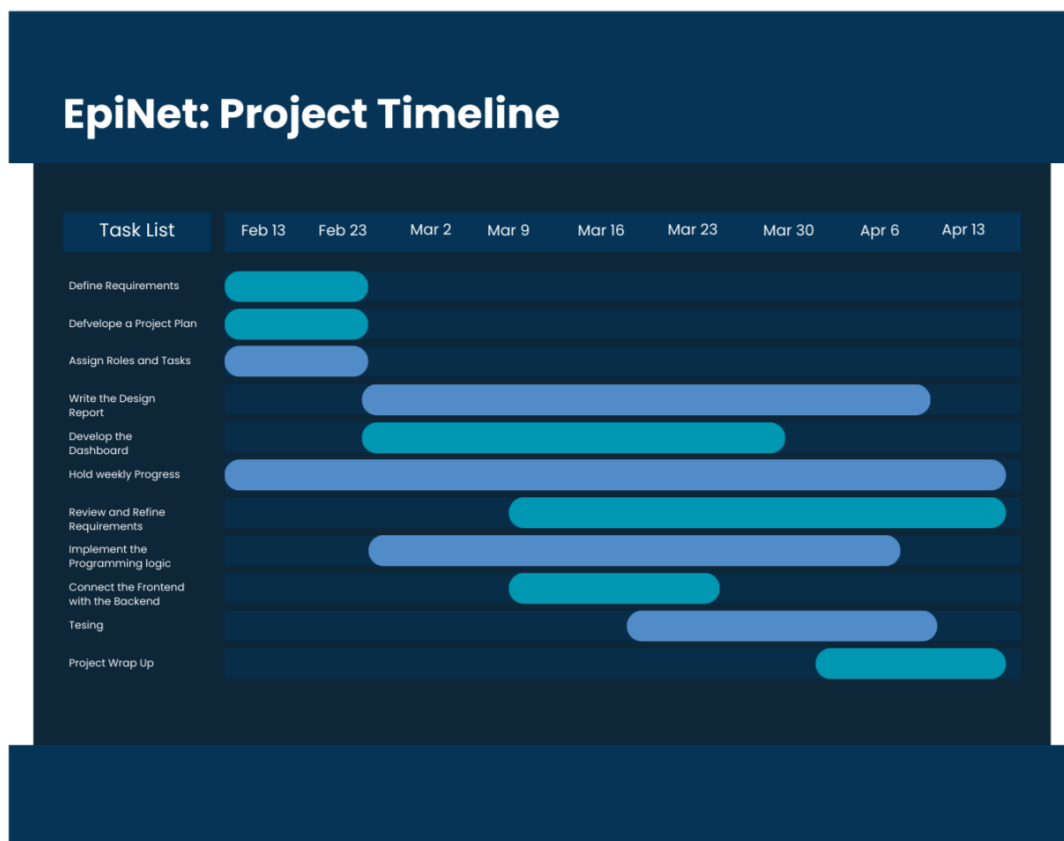 EpiNet: Project Timeline
Task List
Feb 13
Feb 23
Mar 2
Mar 9
Mar 16
Mar 23
Mar 30
Apr 6
Apr 13
Define Requirements
Defvelope a Project Plan
Assign Roles and Tasks
Write the Design
Report
Develop the
Dashboard
Hold weekly Progress
Review and Refine
Requirements
Implement the
Programming logic
Connect the Frontend
with the Backend
Tesing
Project Wrap Up